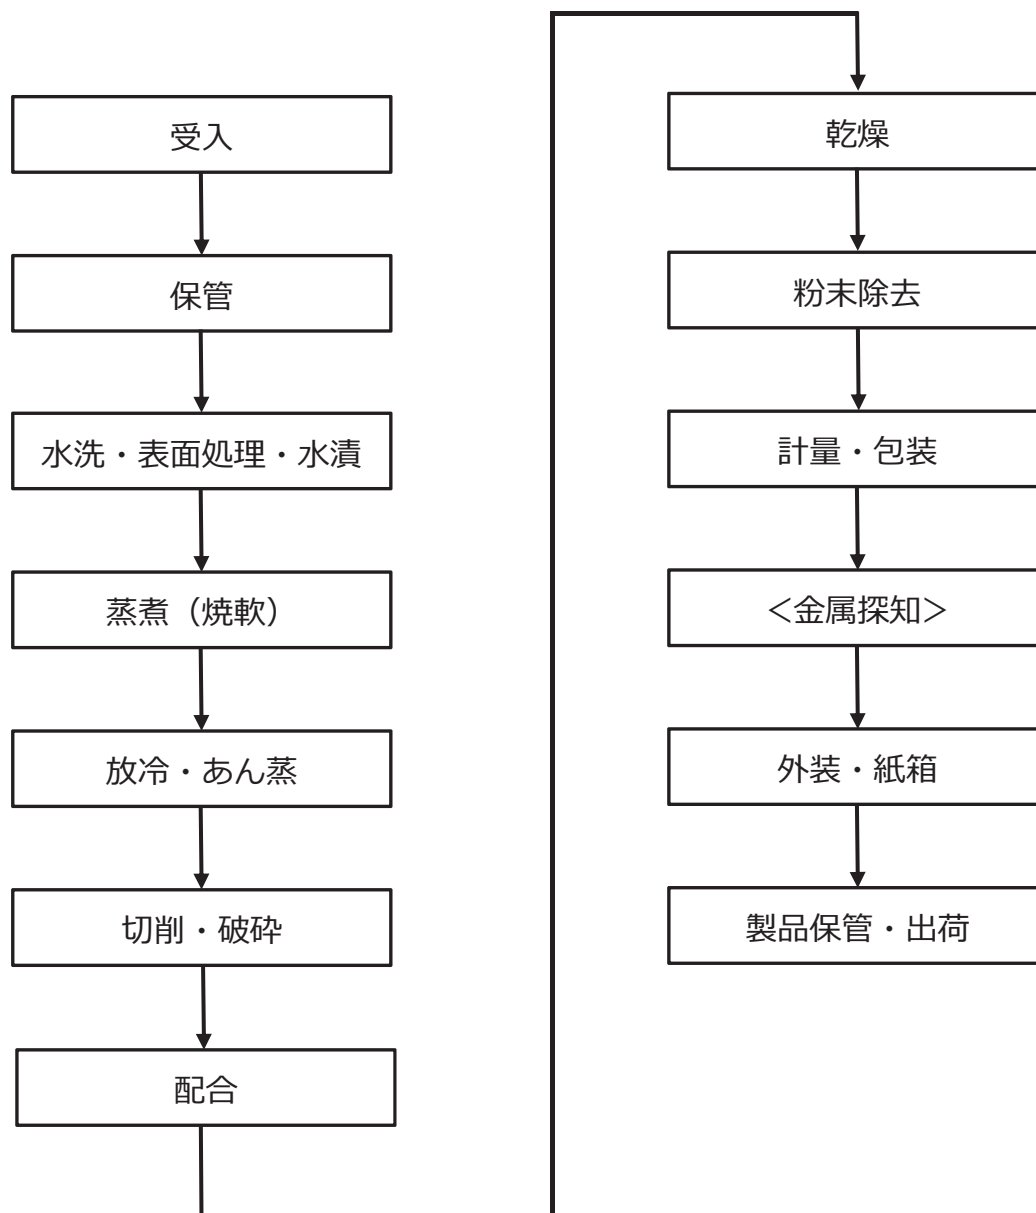 受入
保管
水洗・表面処理・水漬
蒸煮（焼軟）
放冷・あん蒸
切削・破砕
配合
乾燥
粉末除去
計量・包装
＜金属探知＞
外装・紙箱
製品保管・出荷